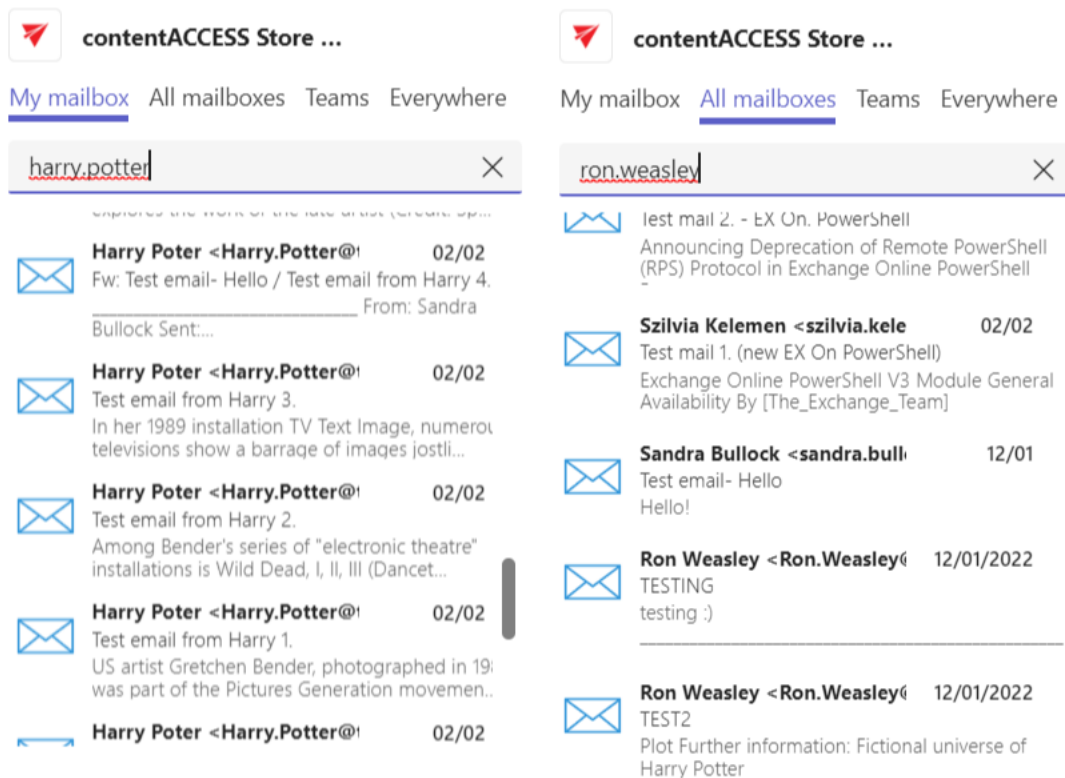 contentACCESS Store ...
My mailbox All mailboxes Teams Everywhere
harry.potter
explores the work of the late artist (Credit: Sp...
Harry Poter <Harry.Potter@ 02/02
Fw: Test email- Hello / Test email from Harry 4.
From: Sandra
Bullock Sent:...
Harry Poter <Harry.Potter@ 02/02
Test email from Harry 3.
In her 1989 installation TV Text Image, numerou
televisions show a barrage of images jostli...
Harry Poter <Harry.Potter@ 02/02
Test email from Harry 2.
Among Bender's series of "electronic theatre"
installations is Wild Dead, I, II, III (Dancet...
Harry Poter <Harry.Potter@ 02/02
Test email from Harry 1.
US artist Gretchen Bender, photographed in 19
was part of the Pictures Generation movemen..
Harry Poter <Harry.Potter@ 02/02
contentACCESS Store ...
My mailbox All mailboxes Teams Everywhere
ron.weasley
Test mail 2. - EX On. PowerShell
Announcing Deprecation of Remote PowerShell
(RPS) Protocol in Exchange Online PowerShell
Szilvia Kelemen <szilvia.kele 02/02
Test mail 1. (new EX On PowerShell)
Exchange Online PowerShell V3 Module General
Availability By [The_Exchange_Team]
Sandra Bullock <sandra.bull 12/01
Test email- Hello
Hello!
Ron Weasley <Ron.Weasley@ 12/01/2022
TESTING
testing :)
Ron Weasley <Ron.Weasley@ 12/01/2022
TEST2
Plot Further information: Fictional universe of
Harry Potter